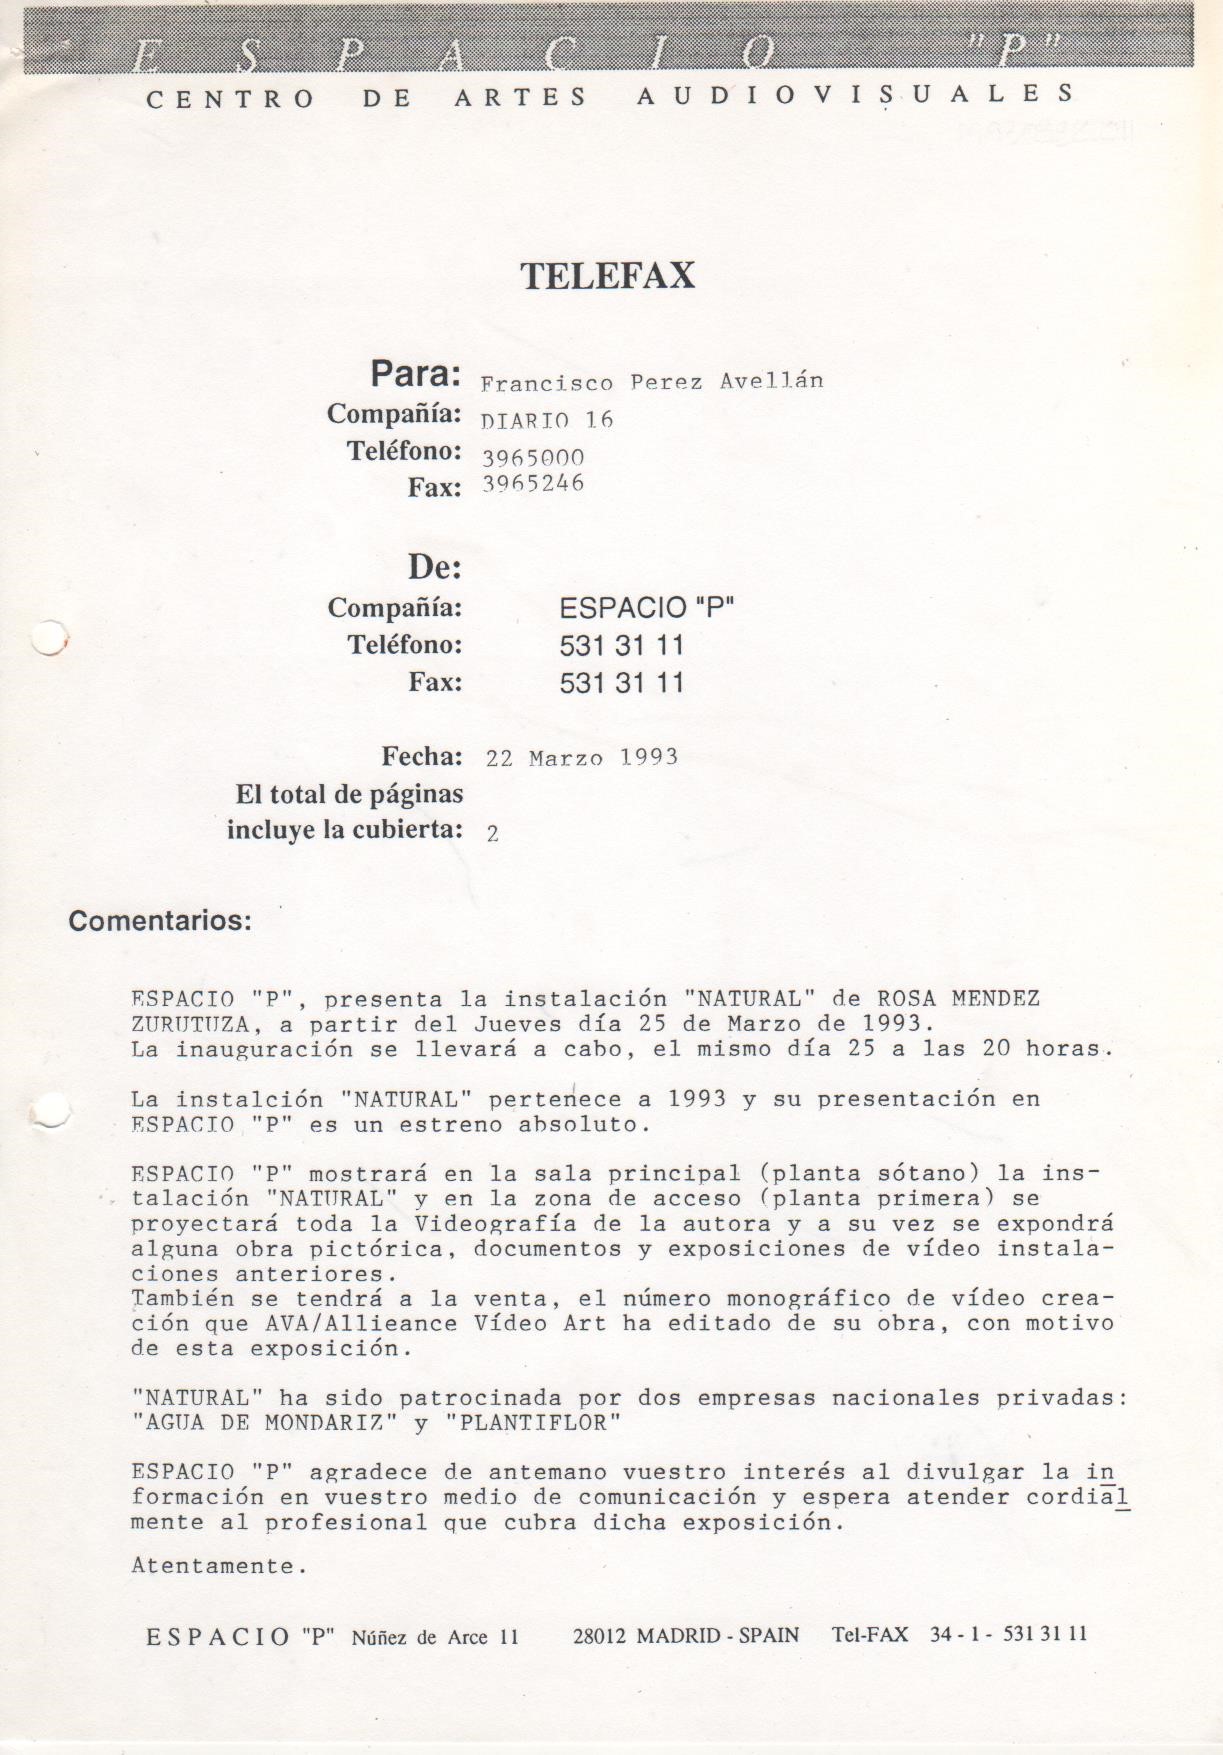 ESPACIO "P"
CENTRO DE ARTES AUDIOVISUALES
TELEFAX
Para: Francisco Perez Avellán
Compañía: DIARIO 16
Teléfono: 3965000
Fax: 3965246
De:
Compañía: ESPACIO "P"
Teléfono: 531 31 11
Fax: 531 31 11
Fecha: 22 Marzo 1993
El total de páginas
incluye la cubierta: 2
Comentarios:
ESPACIO "P", presenta la instalación "NATURAL" de ROSA MENDEZ
ZURUTUZA, a partir del Jueves día 25 de Marzo de 1993.
La inauguración se llevará a cabo, el mismo día 25 a las 20 horas.
La instalción "NATURAL" pertenece a 1993 y su presentación en
ESPACIO "P" es un estreno absoluto.
ESPACIO "P" mostrará en la sala principal (planta sótano) la ins-
talación "NATURAL" y en la zona de acceso (planta primera) se
proyectará toda la Videografía de la autora y a su vez se expondrá
alguna obra pictórica, documentos y exposiciones de vídeo instala-
ciones anteriores.
También se tendrá a la venta, el número monográfico de vídeo crea-
ción que AVA/Allieance Vídeo Art ha editado de su obra, con motivo
de esta exposición.
"NATURAL" ha sido patrocinada por dos empresas nacionales privadas:
"AGUA DE MONDARIZ" y "PLANTIFLOR"
ESPACIO "P" agradece de antemano vuestro interés al divulgar la in
formación en vuestro medio de comunicación y espera atender cordial
mente al profesional que cubra dicha exposición.
Atentamente.
ESPACIO "P" Núñez de Arce 11 28012 MADRID - SPAIN Tel-FAX 34 - 1 - 531 31 11